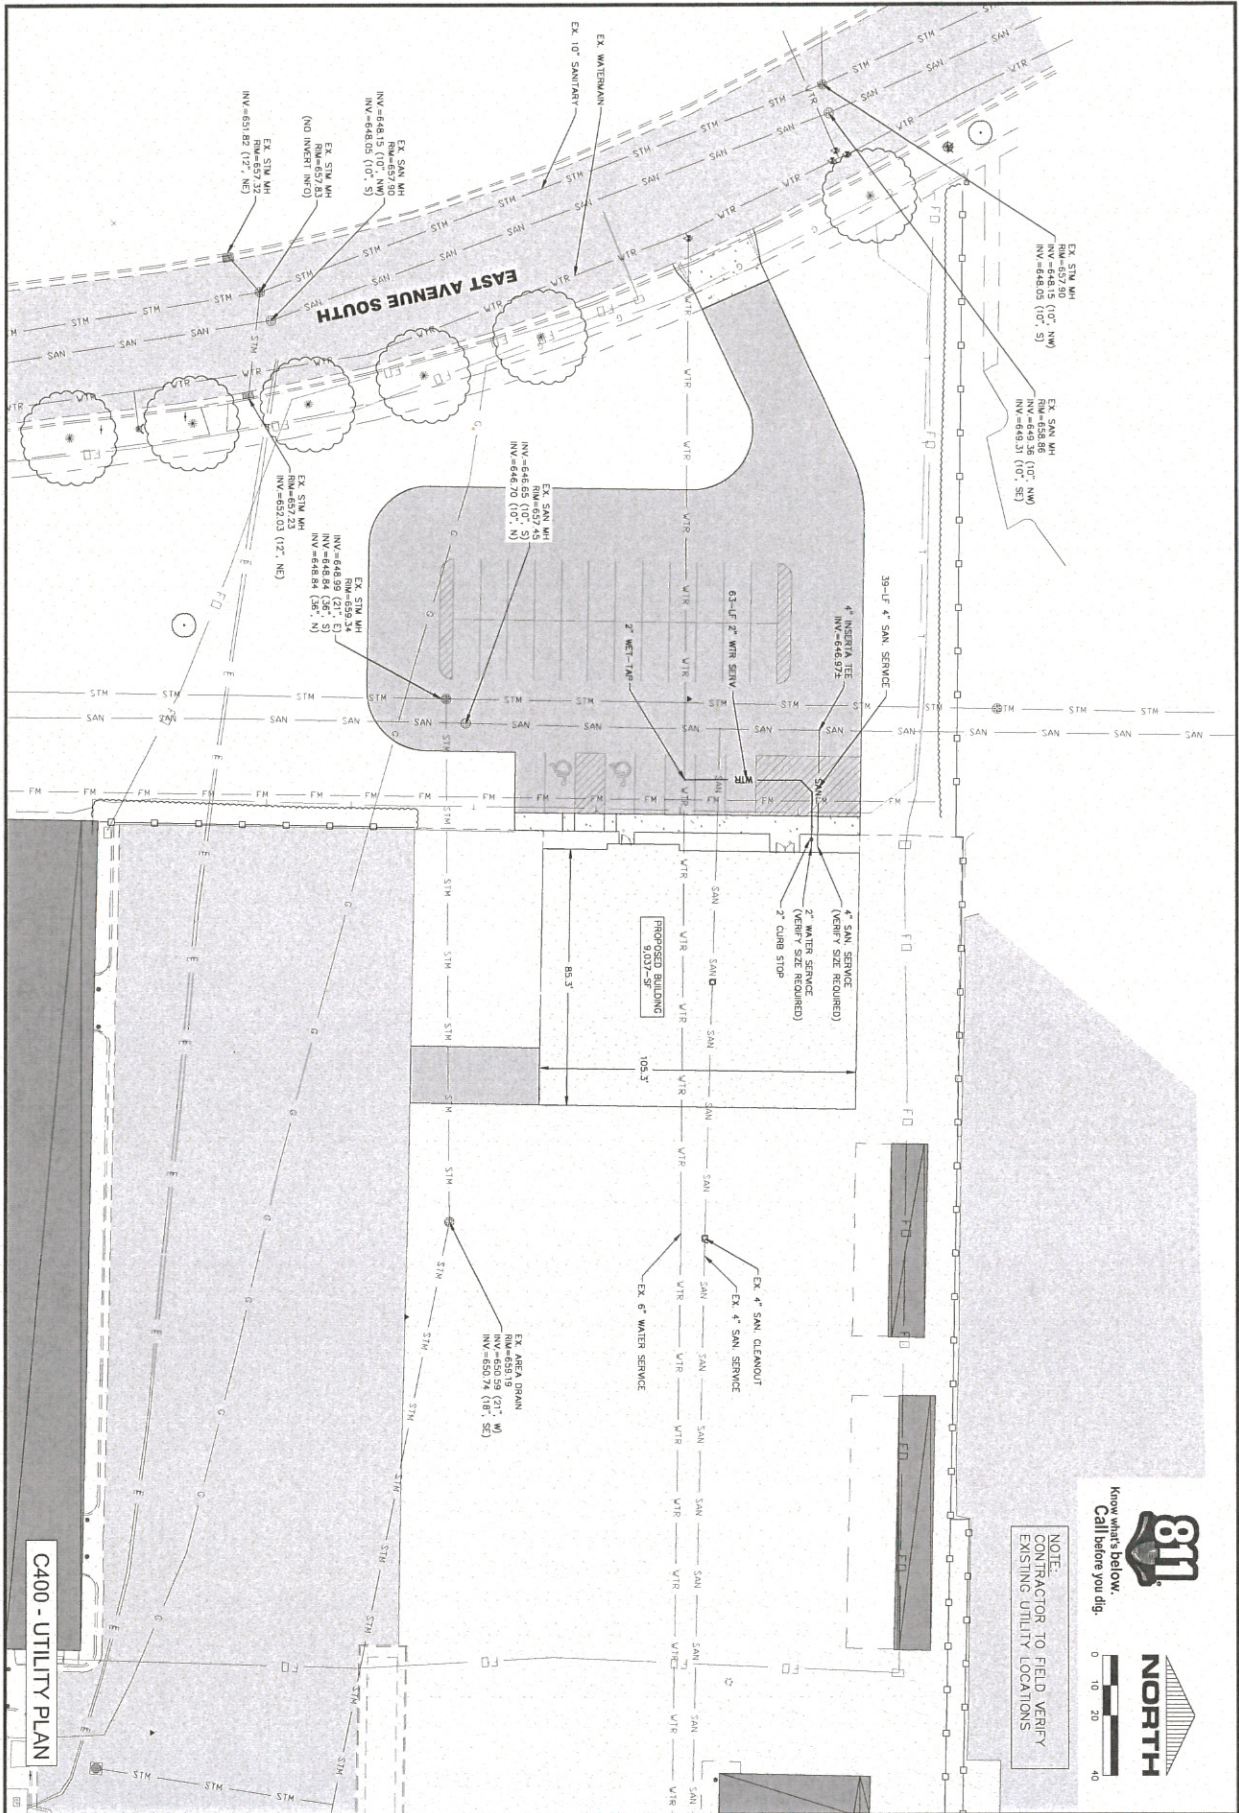 EX. WATERMAIN
EX. 10" SANITARY
EX. SAN MH
RIM=657.90
INV.=648.15 (10", NW)
INV.=648.05 (10", S)
EX. STM MH
RIM=657.83
(NO INVERT INFO)
EX. STM MH
RIM=657.32
INV.=651.82 (12", NE)
EAST AVENUE SOUTH
EX. STM MH
RIM=657.90
INV.=648.15 (10", NW)
INV.=648.05 (10", S)
EX. SAN MH
RIM=658.86
INV.=649.36 (10", NW)
INV.=649.31 (10", SE)
EX. STM MH
RIM=657.23
INV.=652.03 (12", NE)
EX. SAN MH
RIM=657.45
INV.=646.65 (10", S)
INV.=646.70 (10", N)
EX. STM MH
RIM=659.34
INV.=648.99 (21", E)
INV.=648.84 (36", S)
INV.=648.84 (36", N)
39-LF 4" SAN. SERVICE
4" INSERTA TEE
INV.=646.97±
63-LF 2" WTR SERV
2" WET-TAP
4" SAN. SERVICE
(VERIFY SIZE REQUIRED)
2" WATER SERVICE
(VERIFY SIZE REQUIRED)
2" CURB STOP
PROPOSED BUILDING
9,037-SF
85.3'
105.3'
EX. 4" SAN. CLEANOUT
EX. 4" SAN. SERVICE
EX. 6" WATER SERVICE
EX. AREA DRAIN
RIM=659.19
INV.=650.59 (21", W)
INV.=650.74 (18", SE)
811
Know what's below.
Call before you dig.
NORTH
0 10 20 40
NOTE:
CONTRACTOR TO FIELD VERIFY
EXISTING UTILITY LOCATIONS
C400 - UTILITY PLAN
STM
SAN
WTR
FM
G
E
FO
T